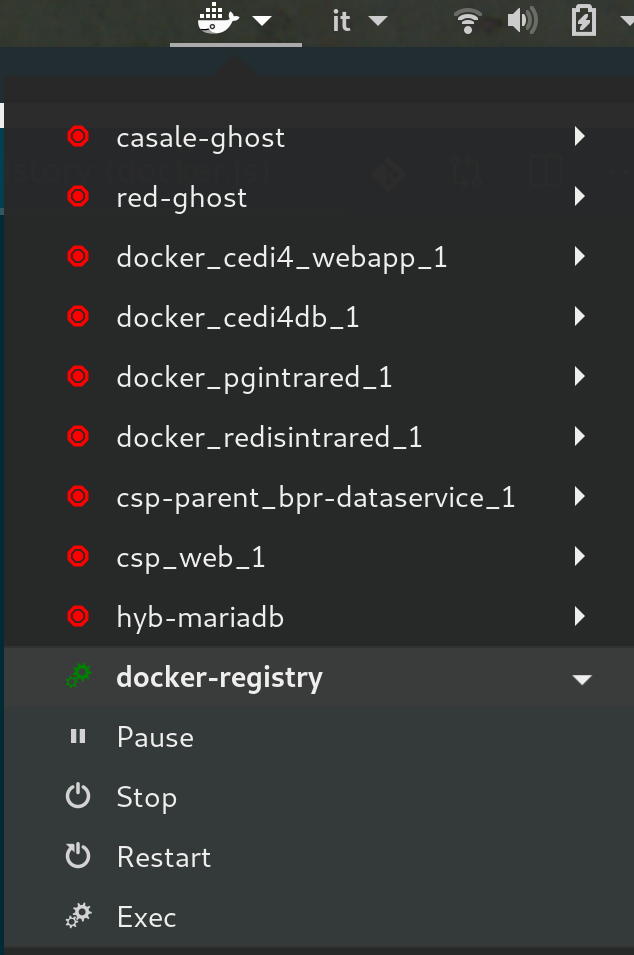 it
casale-ghost
red-ghost
docker_cedi4_webapp_1
docker_cedi4db_1
docker_pgintrared_1
docker_redisintrared_1
csp-parent_bpr-dataservice_1
csp_web_1
hyb-mariadb
docker-registry
Pause
Stop
Restart
Exec